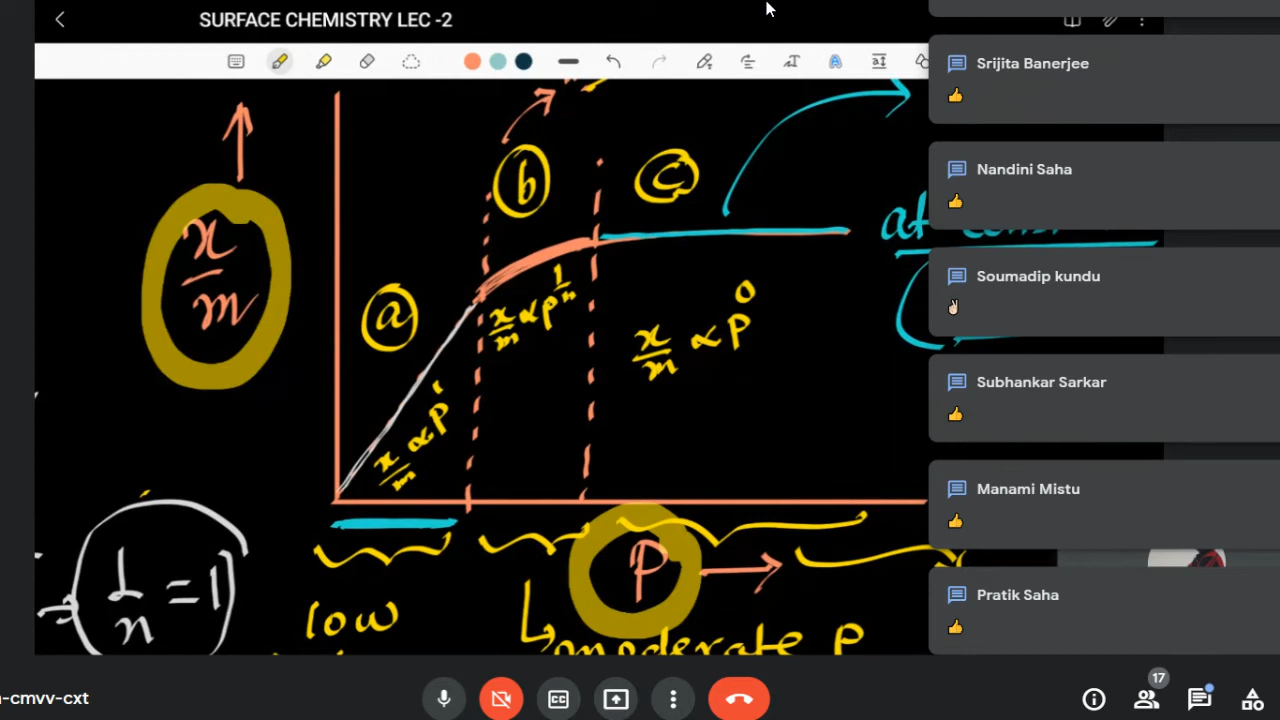 SURFACE CHEMISTRY LEC -2
Srijita Banerjee
Nandini Saha
Soumadip kundu
Subhankar Sarkar
Manami Mistu
Pratik Saha
b
c
a
x/m
x/m ∝ p^1/n
x/m ∝ p^0
x/m ∝ p^1
at
1/n = 1
P
low
moderate P
-cmvv-cxt
17